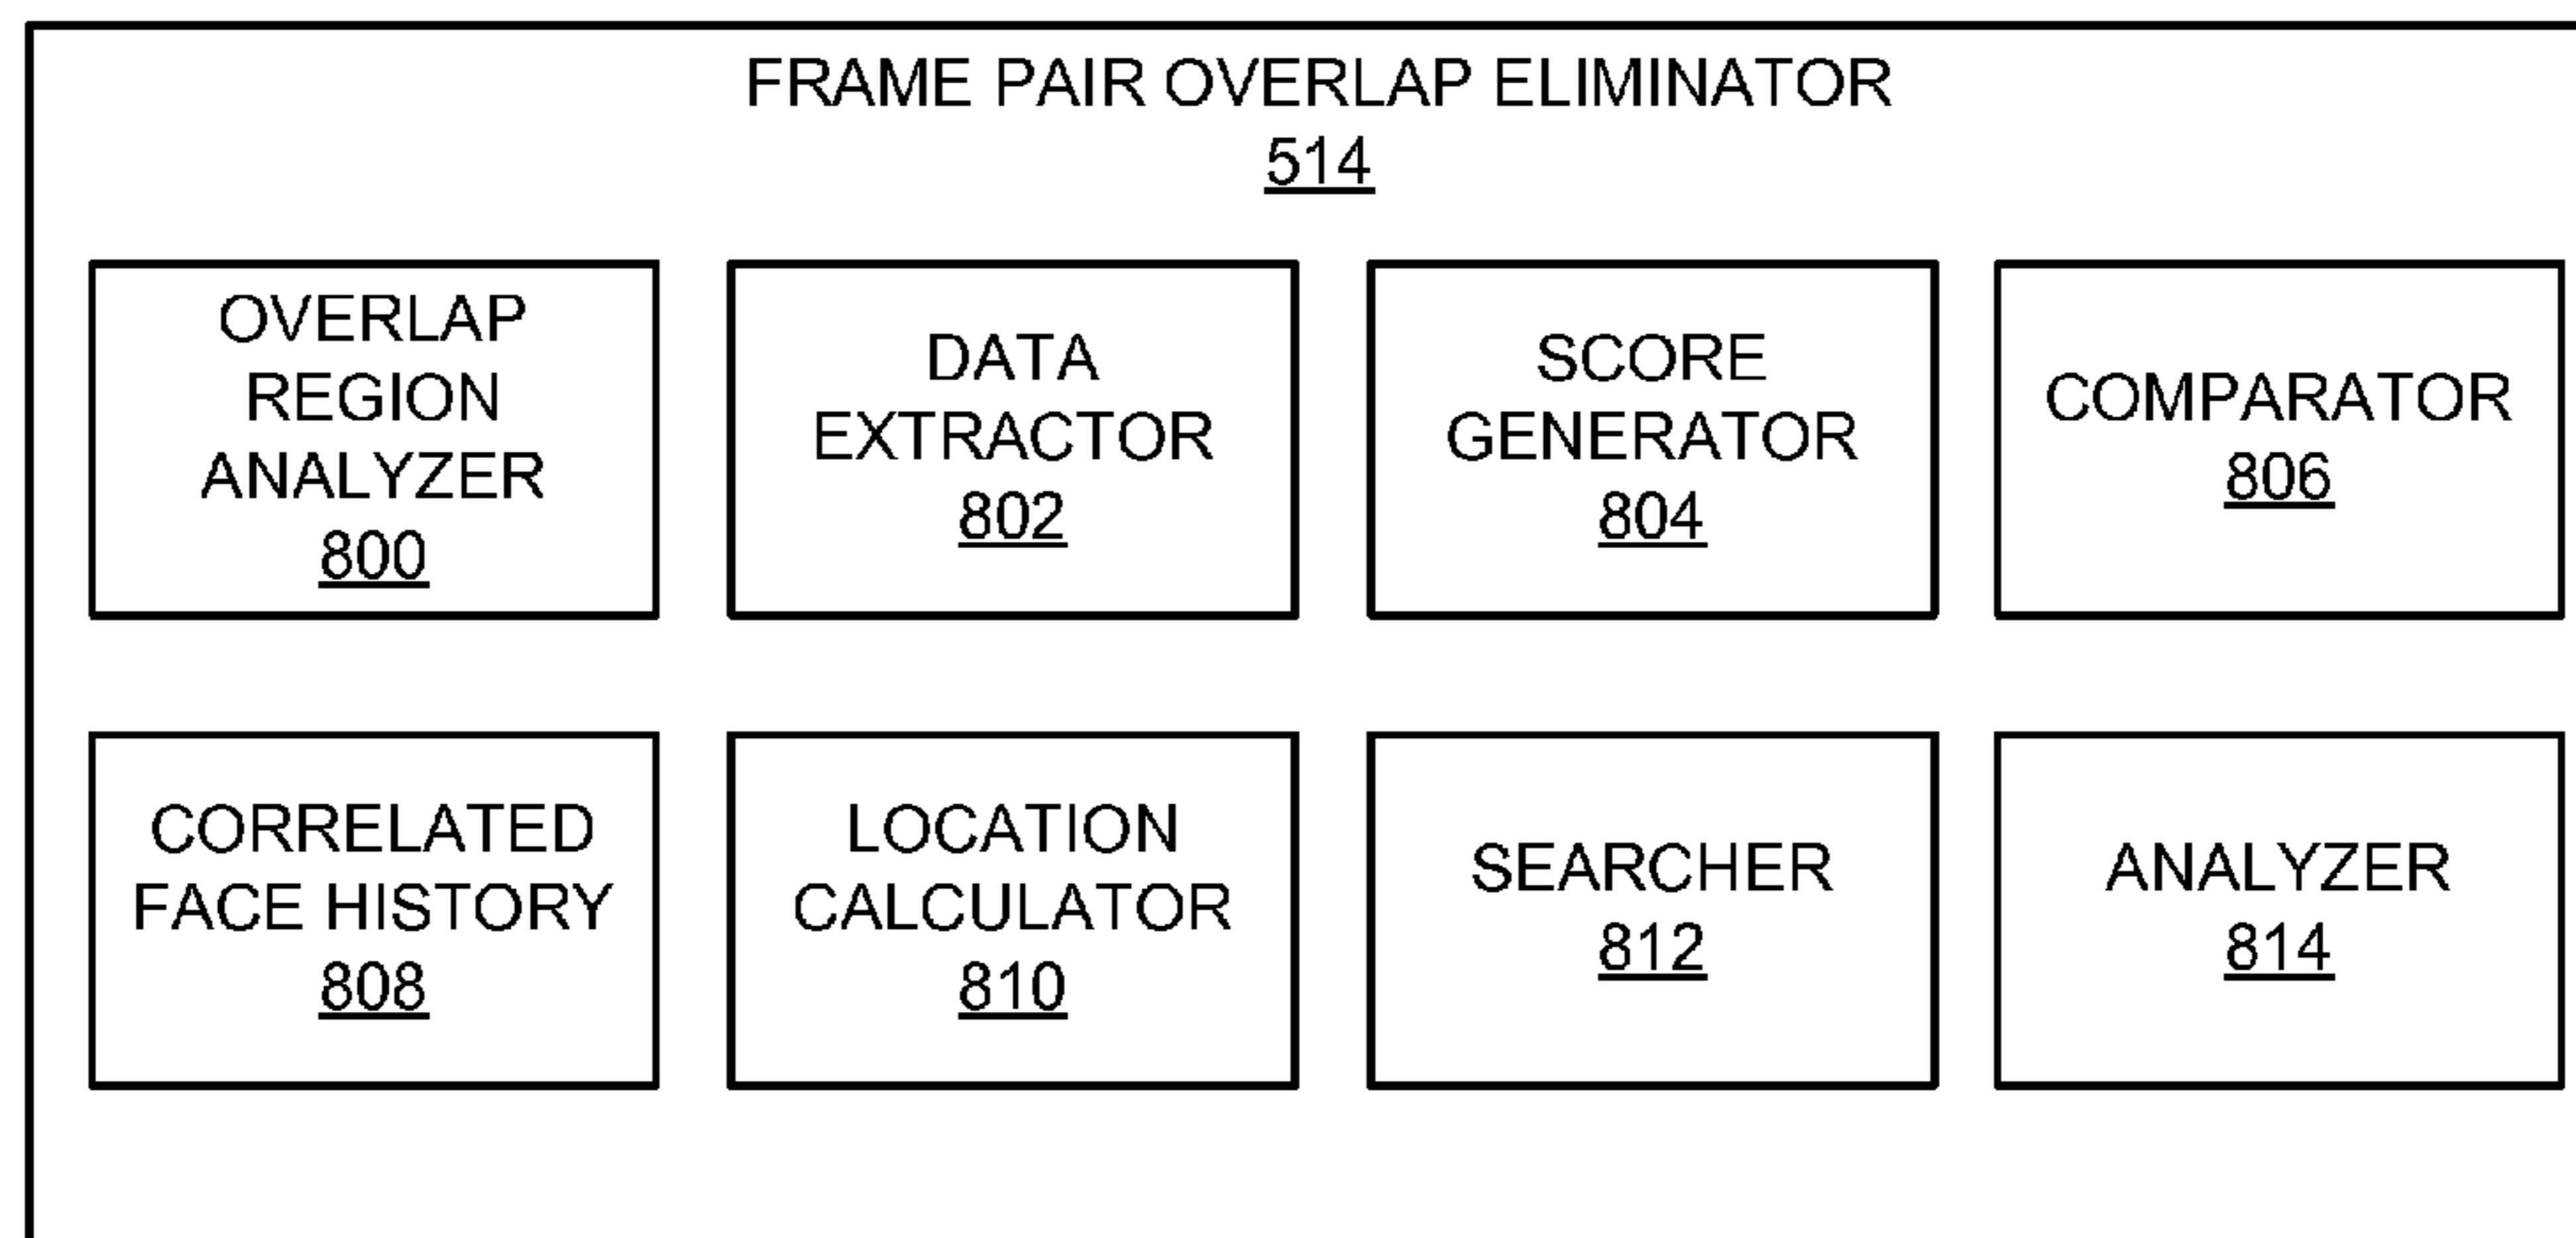 FRAME PAIR OVERLAP ELIMINATOR
514
OVERLAP
REGION
ANALYZER
800
DATA
EXTRACTOR
802
SCORE
GENERATOR
804
COMPARATOR
806
CORRELATED
FACE HISTORY
808
LOCATION
CALCULATOR
810
SEARCHER
812
ANALYZER
814